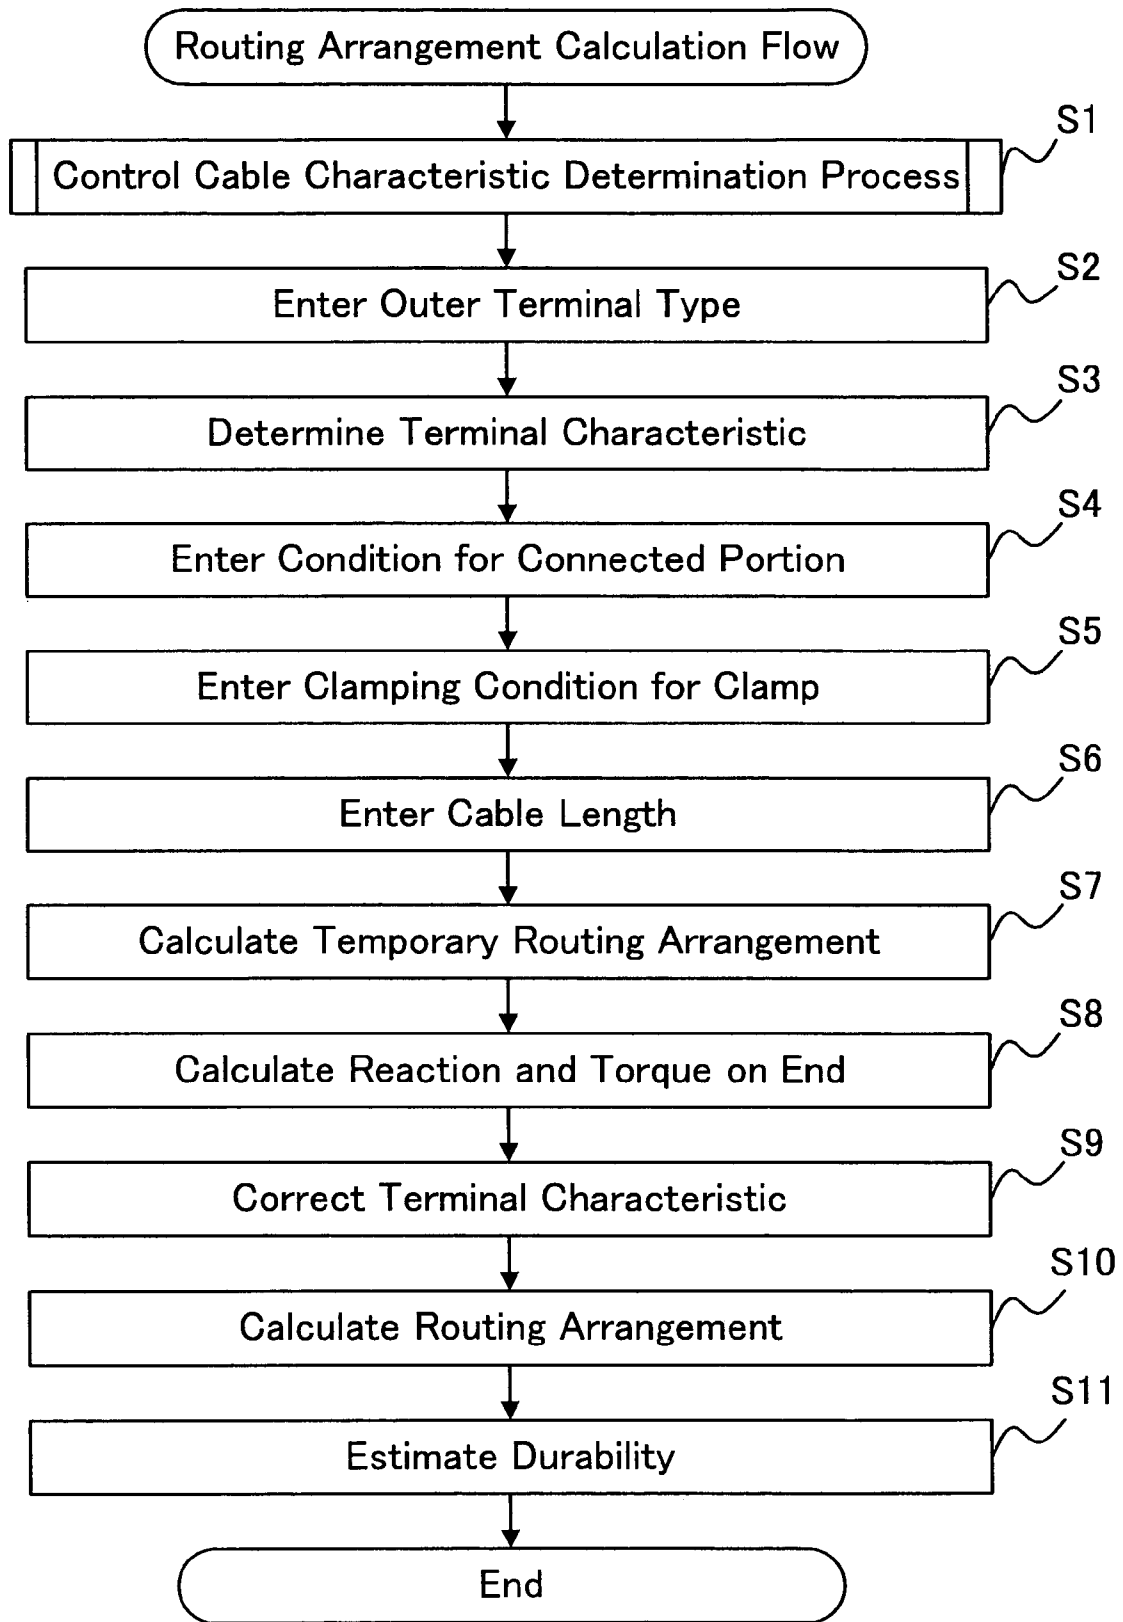 Routing Arrangement Calculation Flow
S1
Control Cable Characteristic Determination Process
S2
Enter Outer Terminal Type
S3
Determine Terminal Characteristic
S4
Enter Condition for Connected Portion
S5
Enter Clamping Condition for Clamp
S6
Enter Cable Length
S7
Calculate Temporary Routing Arrangement
S8
Calculate Reaction and Torque on End
S9
Correct Terminal Characteristic
S10
Calculate Routing Arrangement
S11
Estimate Durability
End